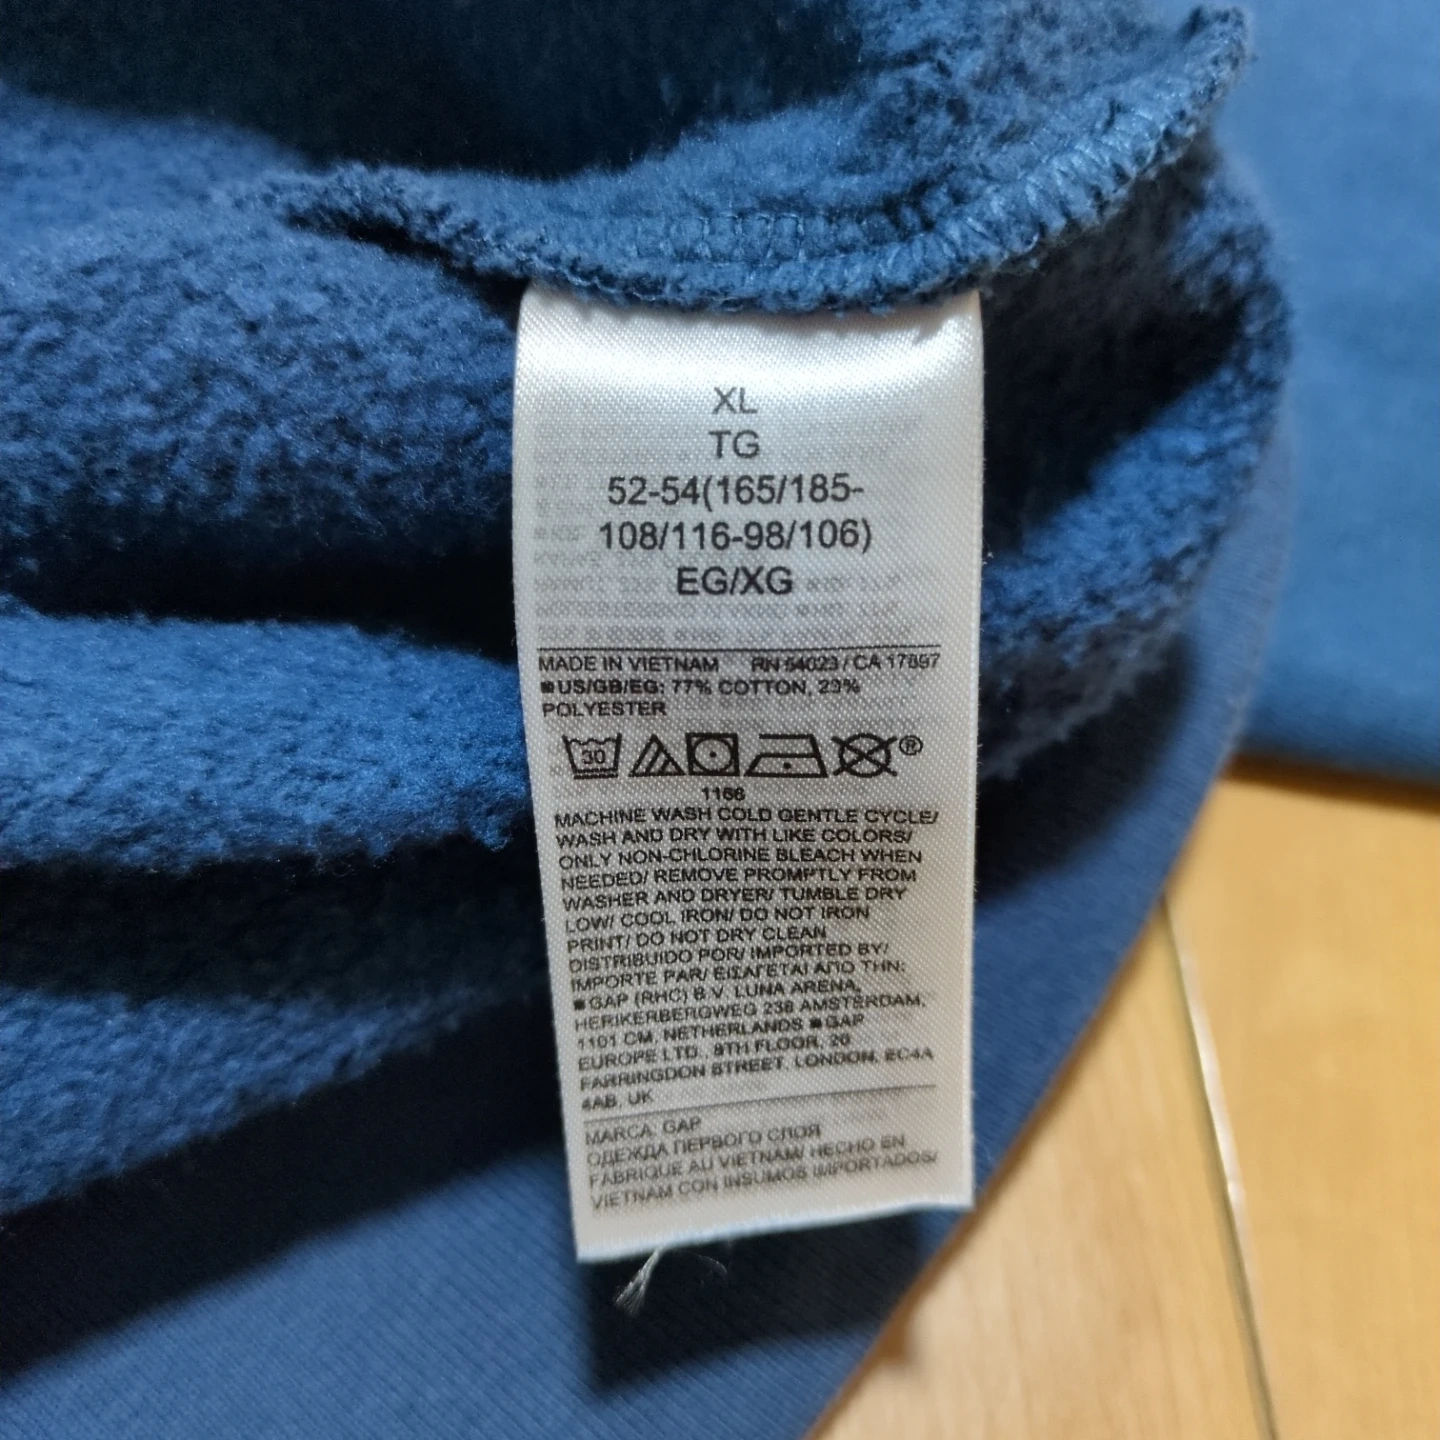 XL
TG
52-54(165/185-
108/116-98/106)
EG/XG
MADE IN VIETNAM RN 54023 / CA 17897
■US/GB/EG: 77% COTTON, 23%
POLYESTER
30
®
1166
MACHINE WASH COLD GENTLE CYCLE/
WASH AND DRY WITH LIKE COLORS/
ONLY NON-CHLORINE BLEACH WHEN
NEEDED/ REMOVE PROMPTLY FROM
WASHER AND DRYER/ TUMBLE DRY
LOW/ COOL IRON/ DO NOT IRON
PRINT/ DO NOT DRY CLEAN
DISTRIBUIDO POR/ IMPORTED BY/
IMPORTE PAR/ ΕΙΣΑΓΕΤΑΙ ΑΠΟ ΤΗΝ:
■GAP (RHC) B.V. LUNA ARENA,
HERIKERBERGWEG 238 AMSTERDAM,
1101 CM, NETHERLANDS ■GAP
EUROPE LTD., 8TH FLOOR, 20
FARRINGDON STREET, LONDON, EC4A
4AB, UK
MARCA: GAP
ОДЕЖДА ПЕРВОГО СЛОЯ
FABRIQUE AU VIETNAM/ HECHO EN
VIETNAM CON INSUMOS IMPORTADOS/